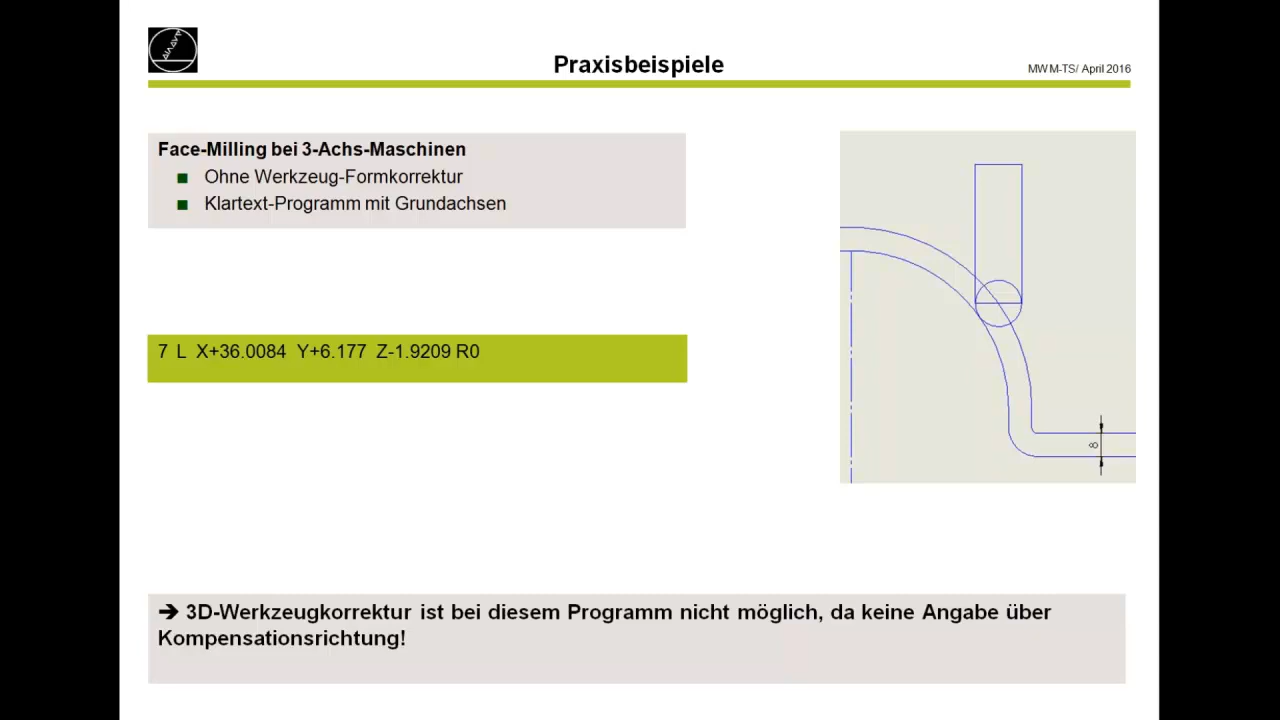 Praxisbeispiele
MWM-TS/ April 2016
Face-Milling bei 3-Achs-Maschinen
Ohne Werkzeug-Formkorrektur
Klartext-Programm mit Grundachsen
7 L X+36.0084 Y+6.177 Z-1.9209 R0
8
➔ 3D-Werkzeugkorrektur ist bei diesem Programm nicht möglich, da keine Angabe über
Kompensationsrichtung!